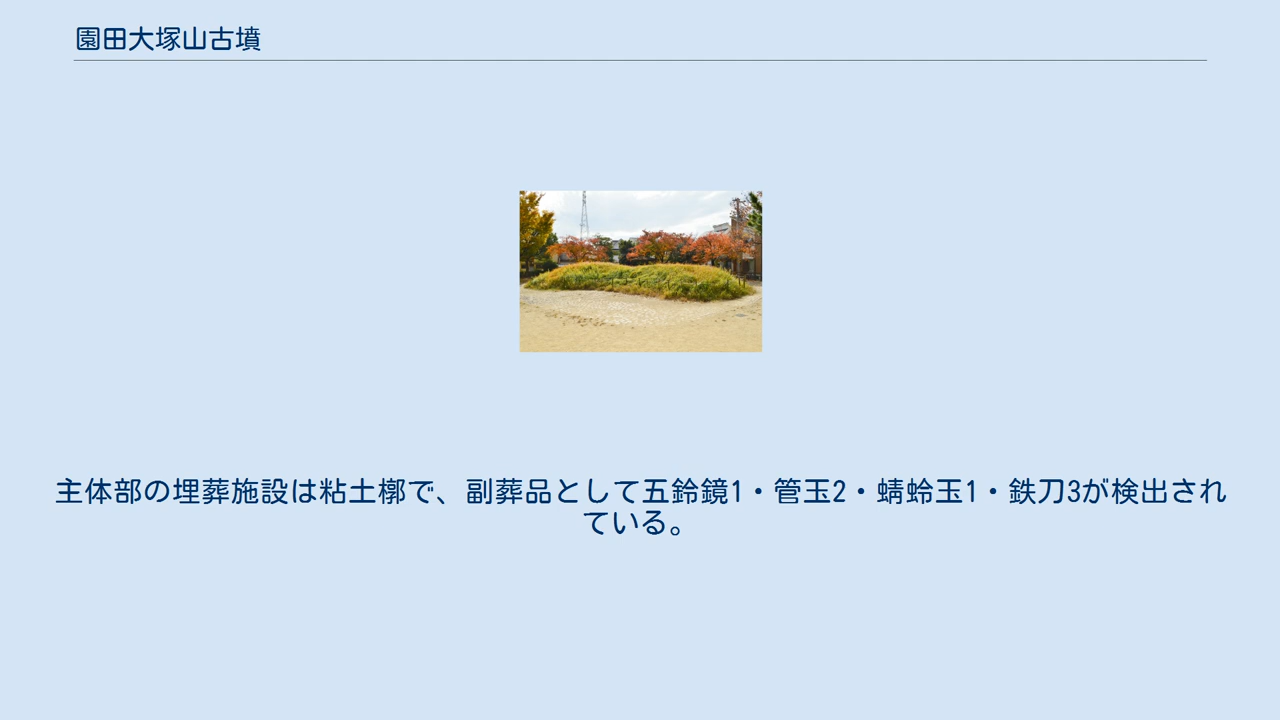 園田大塚山古墳
主体部の埋葬施設は粘土槨で、副葬品として五鈴鏡1・管玉2・蜻蛉玉1・鉄刀3が検出され
ている。